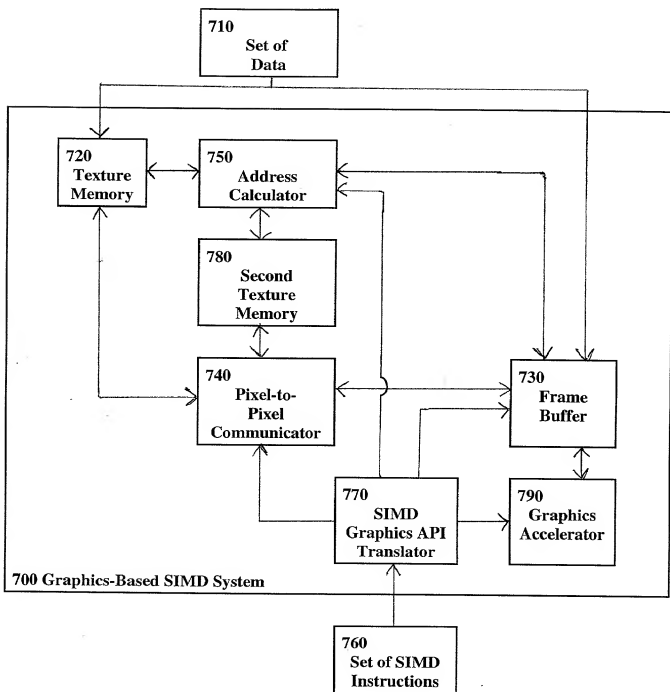 710
Set of
Data
720
Texture
Memory
750
Address
Calculator
780
Second
Texture
Memory
740
Pixel-to-
Pixel
Communicator
730
Frame
Buffer
770
SIMD
Graphics API
Translator
790
Graphics
Accelerator
700 Graphics-Based SIMD System
760
Set of SIMD
Instructions